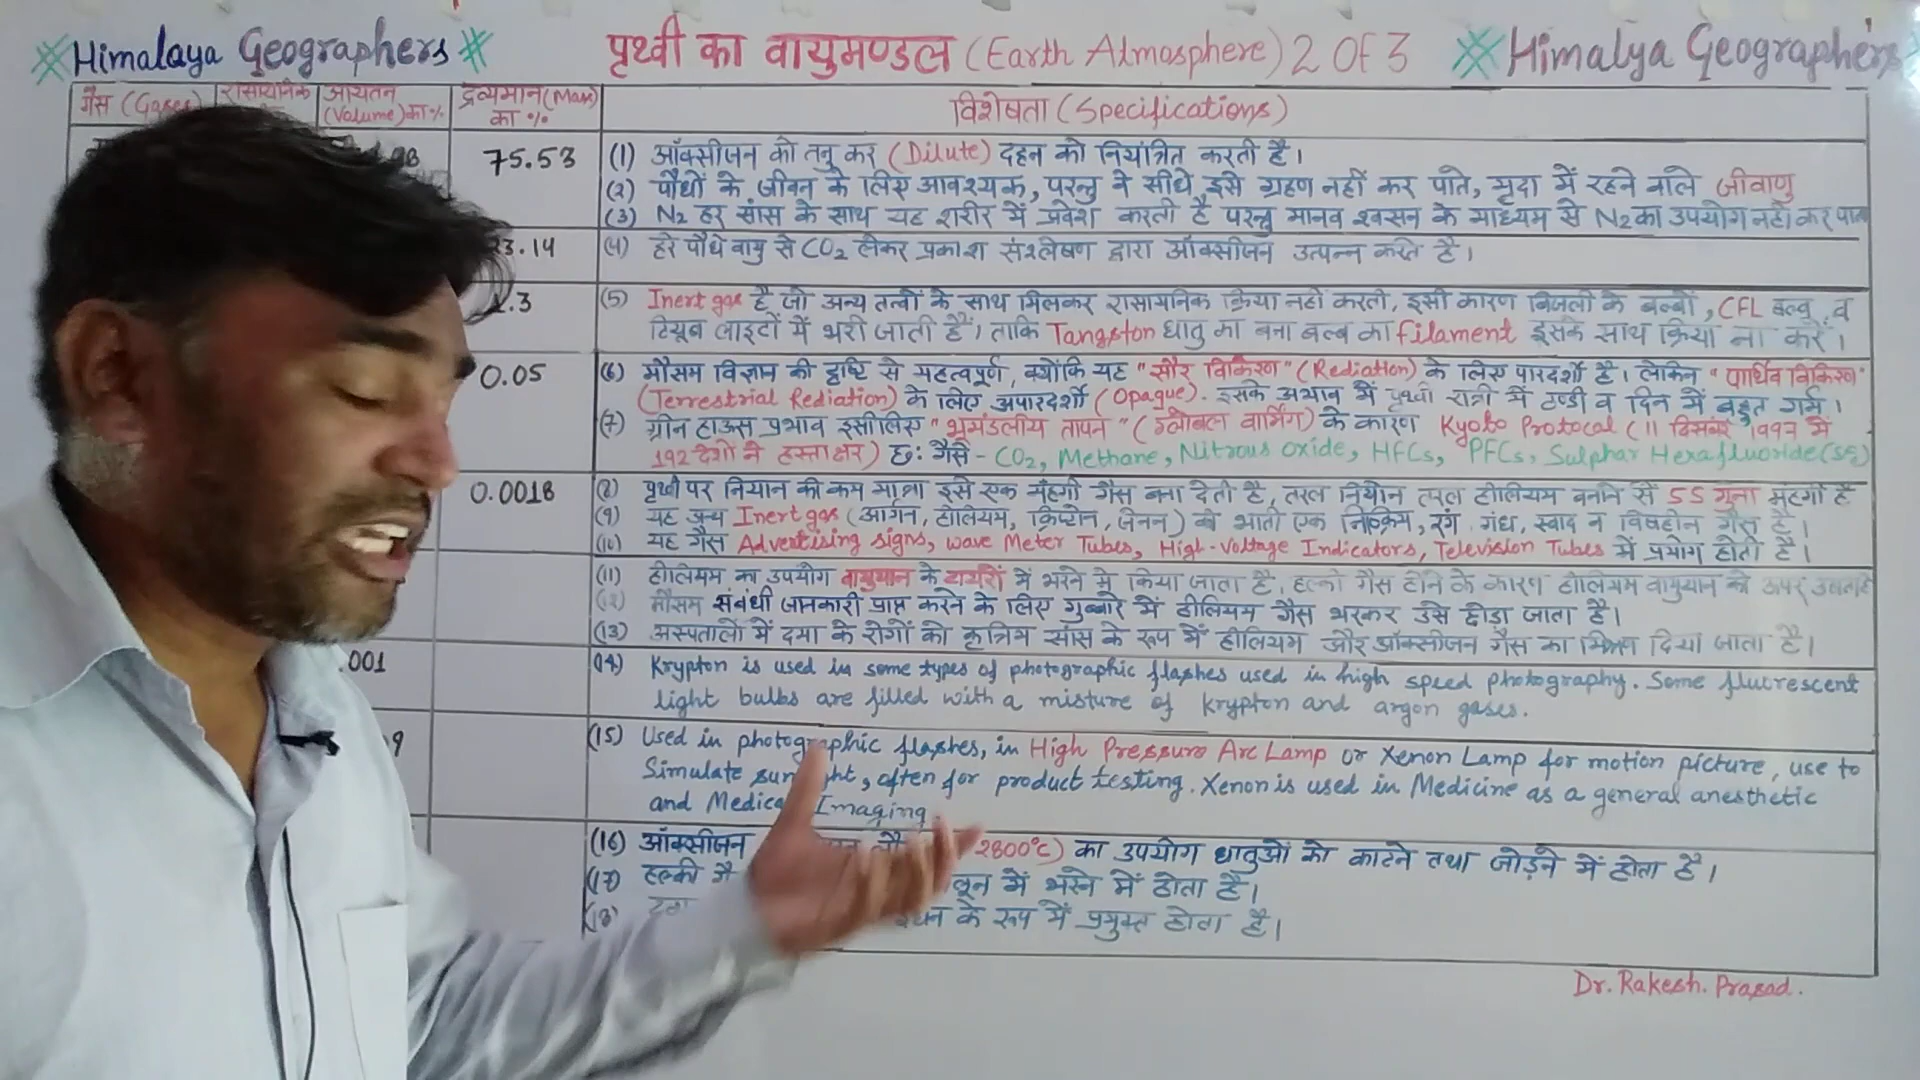 Himalaya Geographers
पृथ्वी का वायुमण्डल (Earth Atmosphere) 2 OF 3
Himalya Geographers
गैस (Gases) रासायनिक आयतन (Volume) का % द्रव्यमान (Mass) का % विशेषता (Specifications)
75.53
(1) ऑक्सीजन को तनु कर (Dilute) दहन को नियंत्रित करती है।
(2) पौधों के जीवन के लिए आवश्यक, परन्तु वे सीधे इसे ग्रहण नहीं कर पाते, मृदा में रहने वाले जीवाणु
(3) N2 हर सांस के साथ यह शरीर में प्रवेश करती है परन्तु मानव श्वसन के माध्यम से N2 का उपयोग नहीं कर पाता
3.14
(4) हरे पौधे वायु से CO2 लेकर प्रकाश संश्लेषण द्वारा ऑक्सीजन उत्पन्न करते है।
.3
(5) Inert gas है जो अन्य तत्वों के साथ मिलकर रासायनिक क्रिया नहीं करती, इसी कारण बिजली के बल्बों, CFL बल्ब, व
टियूब लाइटों में भरी जाती है, ताकि Tangston धातु का बना बल्ब का filament इसके साथ क्रिया ना करे।
0.05
(6) मौसम विज्ञान की दृष्टि से महत्वपूर्ण, क्योंकि यह "सौर विकिरण" (Rediation) के लिए पारदर्शी है। लेकिन "पार्थिव विकिरण"
(Terrestrial Rediation) के लिए अपारदर्शी (Opague). इसके अभाव में पृथ्वी रात्री में ठण्डी व दिन में बहुत गर्म।
(7) ग्रीन हाऊस प्रभाव इसीलिए "भूमंडलीय तापन" (ग्लोबल वार्मिंग) के कारण Kyoto Protocal (11 दिसंबर 1997 में
192 देशों ने हस्ताक्षर) छ: गैसें - CO2, Methane, Nitrous Oxide, HFCs, PFCs, Sulphar Herafluoride
0.0018
(8) पृथ्वी पर नियान की कम मात्रा इसे एक महंगी गैस बना देती है, तरल नियोन तरल हीलियम बनाने से 55 गुना महंगी है
(9) यह अन्य Inert gas (आर्गन, हीलियम, क्रिप्टोन, जेनन) की भांती एक निष्क्रिय, रंग, गंध, स्वाद व विषहीन गैस है।
(10) यह गैस Advertising signs, Wave Meter Tubes, High-Voltage Indicators, Television Tubes में प्रयोग होती है।
(11) हीलियम का उपयोग वायुयान के टायरों में भरने में किया जाता है, हल्की गैस होने के कारण हीलियम वायुयान को ऊपर
(12) मौसम संबंधी जानकारी प्राप्त करने के लिए गुब्बारे में हीलियम गैस भरकर उसे छोड़ा जाता है।
(13) अस्पतालों में दमा के रोगों को कृत्रिम सांस के रूप में हीलियम और ऑक्सीजन गैस का मिश्रण दिया जाता है।
.001
(14) Krypton is used in some types of photographic flashes used in high speed photography. Some flucrescent
light bulbs are filled with a misture of krypton and argon gases.
9
(15) Used in photographic flashes, in High Pressure Arc Lamp or Xenon Lamp for motion picture, use to
Simulate , often for product testing. Xenon is used in Medicine as a general anesthetic
and Medica Imaging.
(16) ऑक्सीजन 2800°c) का उपयोग धातुओं को काटने तथा जोड़ने में होता है।
(17) हल्की में भरने में होता है।
(18) के रूप में प्रयुक्त होता है।
Dr. Rakesh. Prasad.